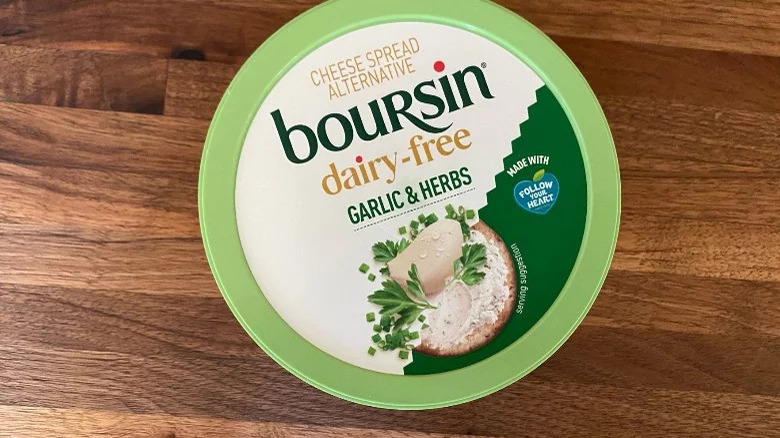 CHEESE SPREAD
ALTERNATIVE
boursin®
dairy-free
GARLIC & HERBS
MADE WITH
FOLLOW
YOUR
HEART
serving suggestion